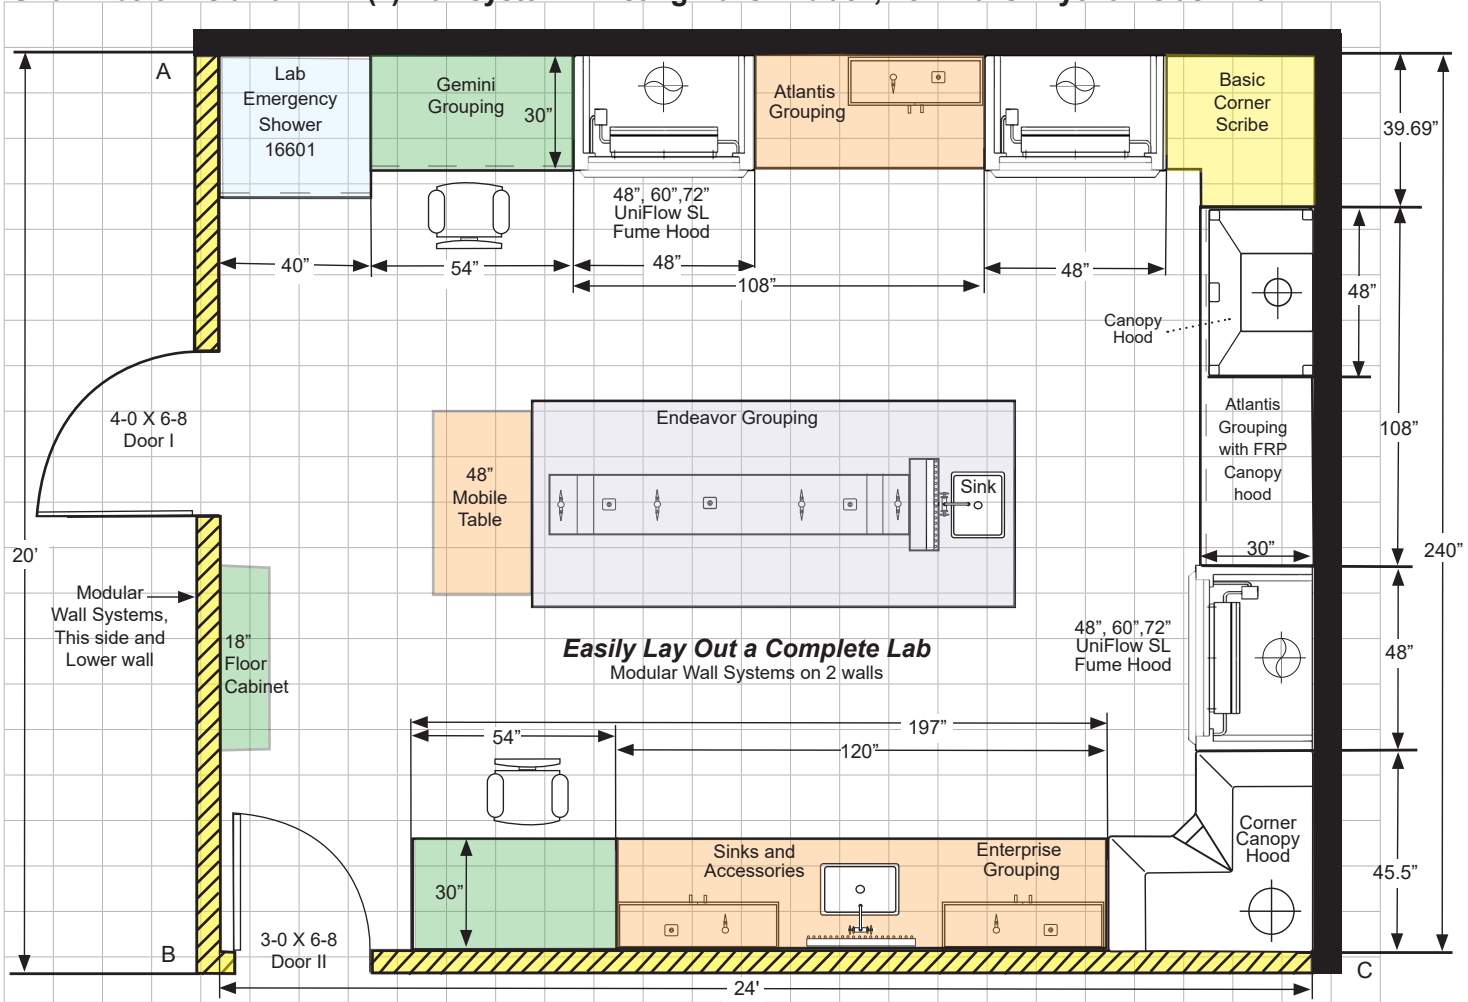 A
Lab
Emergency
Shower
16601
Gemini
Grouping
30”
Atlantis
Grouping
Basic
Corner
Scribe
39.69”
48”, 60”,72”
UniFlow SL
Fume Hood
40”
54”
48”
108”
48”
48”
Canopy
Hood
4-0 X 6-8
Door I
Endeavor Grouping
48”
Mobile
Table
Sink
Atlantis
Grouping
with FRP
Canopy
hood
108”
30”
20'
240”
Modular
Wall Systems,
This side and
Lower wall
18”
Floor
Cabinet
Easily Lay Out a Complete Lab
Modular Wall Systems on 2 walls
48”, 60”,72”
UniFlow SL
Fume Hood
48”
197”
54”
120”
Sinks and
Accessories
Enterprise
Grouping
Corner
Canopy
Hood
45.5”
30”
3-0 X 6-8
Door II
B
C
24'